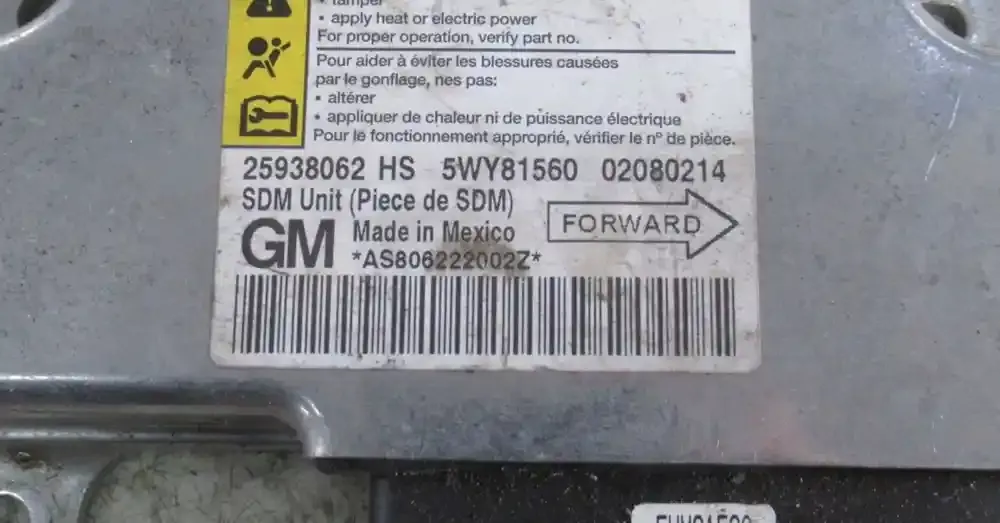 • tamper
• apply heat or electric power
For proper operation, verify part no.
Pour aider à éviter les blessures causées
par le gonflage, nes pas:
• altérer
• appliquer de chaleur ni de puissance électrique
Pour le fonctionnement approprié, vérifier le nº de pièce.
25938062 HS 5WY81560 02080214
SDM Unit (Piece de SDM)
GM Made in Mexico
FORWARD
*AS806222002Z*